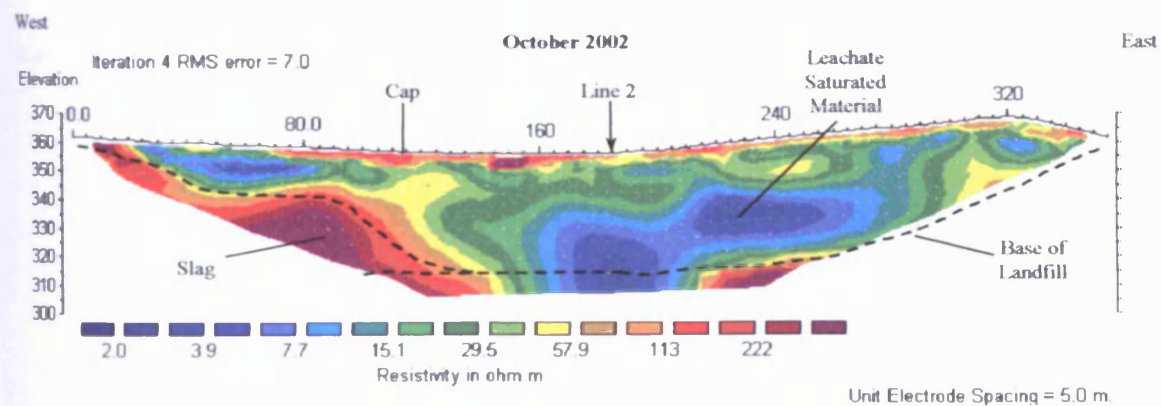 West
October 2002
East
Iteration 4 RMS error = 7.0
Leachate
Saturated
Material
Elevation
Cap
Line 2
0.0
80.0
160
240
320
370
360
350
340
330
320
310
300
Slag
Base of
Landfill
2.0 3.9 7.7 15.1 29.5 57.9 113 222
Resistivity in ohm m
Unit Electrode Spacing = 5.0 m.